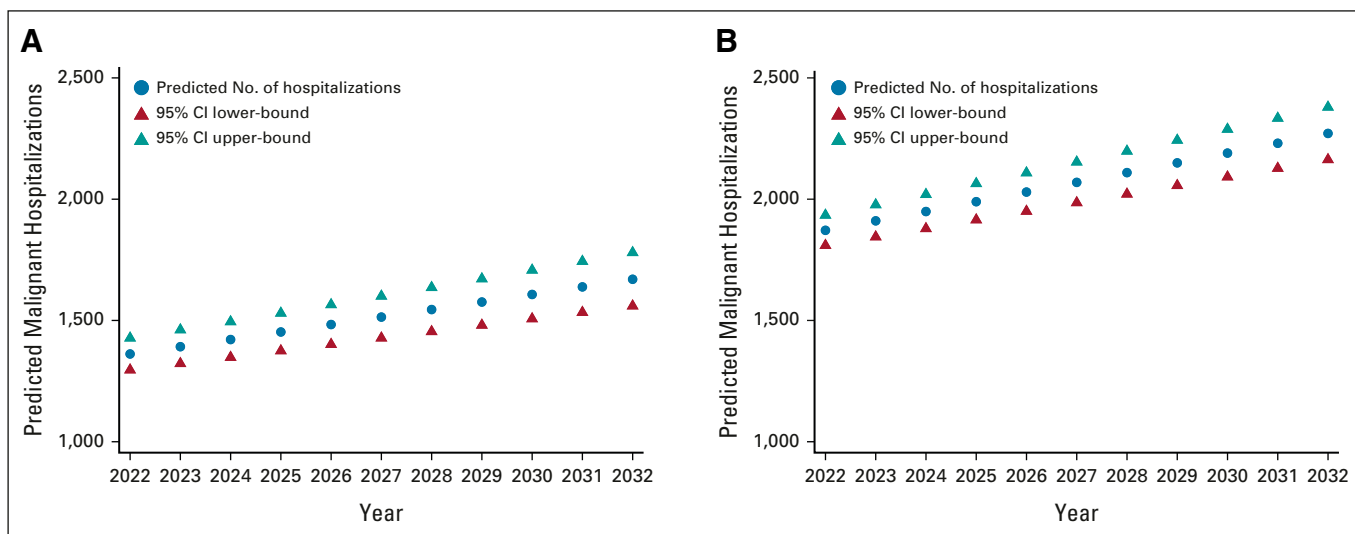 A
Predicted Malignant Hospitalizations
2,500
2,000
1,500
1,000
Predicted No. of hospitalizations
95% CI lower-bound
95% CI upper-bound
2022 2023 2024 2025 2026 2027 2028 2029 2030 2031 2032
Year
B
Predicted Malignant Hospitalizations
2,500
2,000
1,500
1,000
Predicted No. of hospitalizations
95% CI lower-bound
95% CI upper-bound
2022 2023 2024 2025 2026 2027 2028 2029 2030 2031 2032
Year